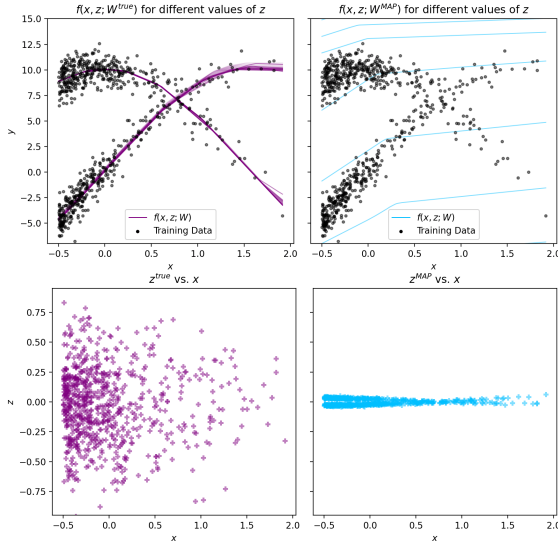 f(x, z; W^true) for different values of z
f(x, z; W^MAP) for different values of z
15.0
12.5
10.0
7.5
5.0
2.5
0.0
−2.5
−5.0
y
f(x, z; W)
Training Data
f(x, z; W)
Training Data
−0.5 0.0 0.5 1.0 1.5 2.0
−0.5 0.0 0.5 1.0 1.5 2.0
x
x
z^true vs. x
z^MAP vs. x
0.75
0.50
0.25
0.00
−0.25
−0.50
−0.75
z
−0.5 0.0 0.5 1.0 1.5 2.0
−0.5 0.0 0.5 1.0 1.5 2.0
x
x